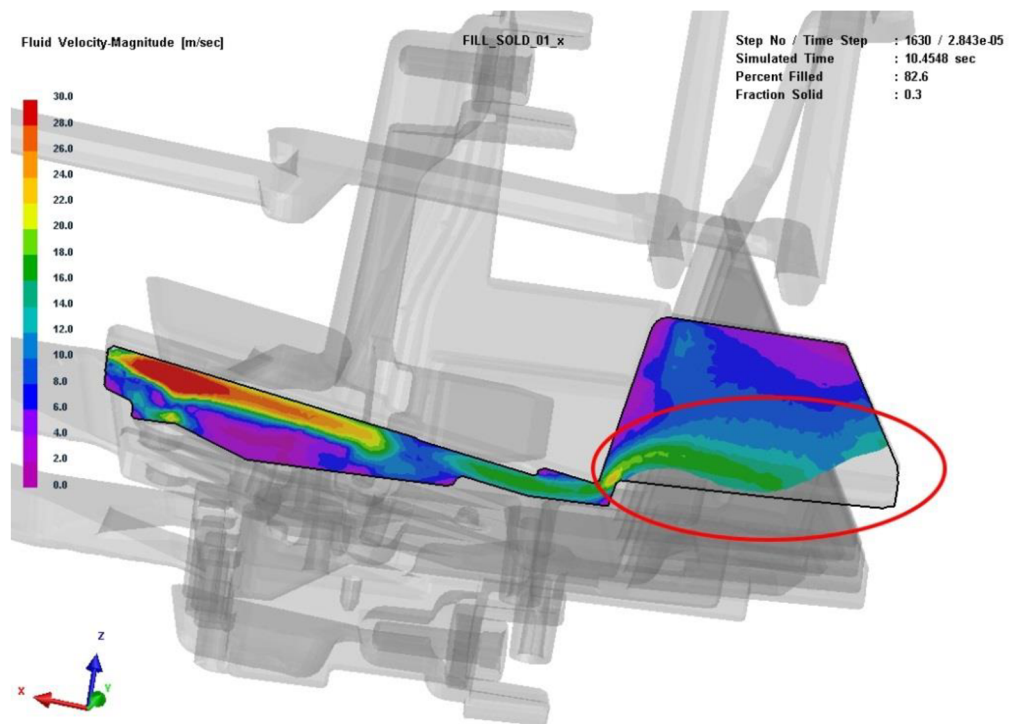 Fluid Velocity-Magnitude [m/sec]
FILL_SOLD_01_x
Step No / Time Step : 1630 / 2.843e-05
Simulated Time : 10.4548 sec
Percent Filled : 82.6
Fraction Solid : 0.3
30.0
28.0
26.0
24.0
22.0
20.0
18.0
16.0
14.0
12.0
10.0
8.0
6.0
4.0
2.0
0.0
Z
X
Y